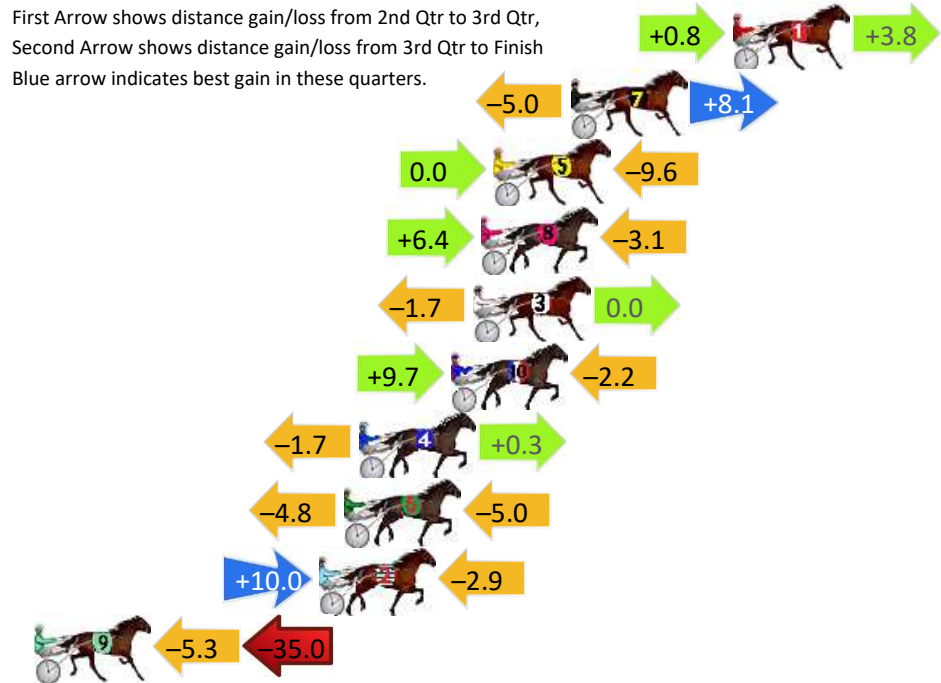 First Arrow shows distance gain/loss from 2nd Qtr to 3rd Qtr,
Second Arrow shows distance gain/loss from 3rd Qtr to Finish
Blue arrow indicates best gain in these quarters.
+0.8 1 +3.8
–5.0 7 +8.1
0.0 5 –9.6
+6.4 8 –3.1
–1.7 3 0.0
+9.7 10 –2.2
–1.7 4 +0.3
–4.8 –5.0
+10.0 –2.9
9 –5.3 –35.0